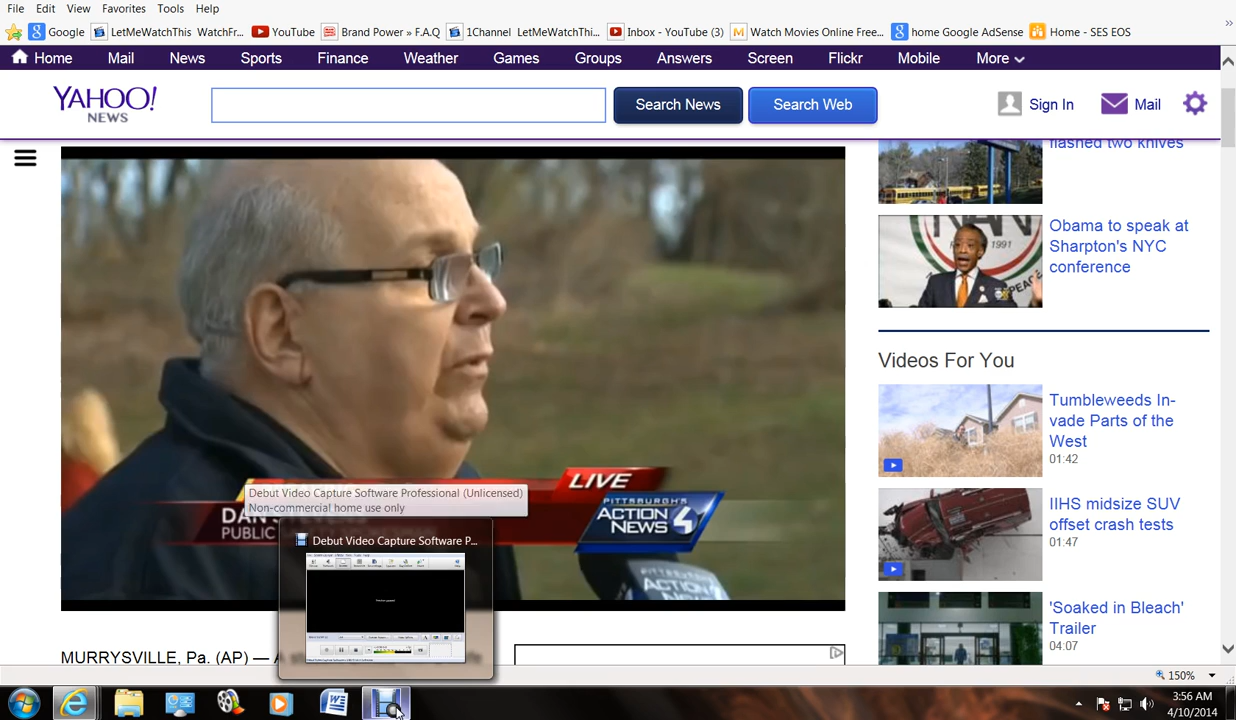 File Edit View Favorites Tools Help
Google LetMeWatchThis WatchFr... YouTube Brand Power » F.A.Q 1Channel LetMeWatchThi... Inbox - YouTube (3) Watch Movies Online Free... home Google AdSense Home - SES EOS
Home Mail News Sports Finance Weather Games Groups Answers Screen Flickr Mobile More
YAHOO!
NEWS
Search News Search Web Sign In Mail
flashed two knives
Obama to speak at
Sharpton's NYC
conference
1991
Videos For You
Tumbleweeds In-
vade Parts of the
West
01:42
IIHS midsize SUV
offset crash tests
01:47
'Soaked in Bleach'
Trailer
04:07
LIVE
PITTSBURGH'S
ACTION
NEWS 4
DAN
PUBLIC
Debut Video Capture Software Professional (Unlicensed)
Non-commercial home use only
Debut Video Capture Software P...
MURRYSVILLE, Pa. (AP) —
150%
3:56 AM
4/10/2014